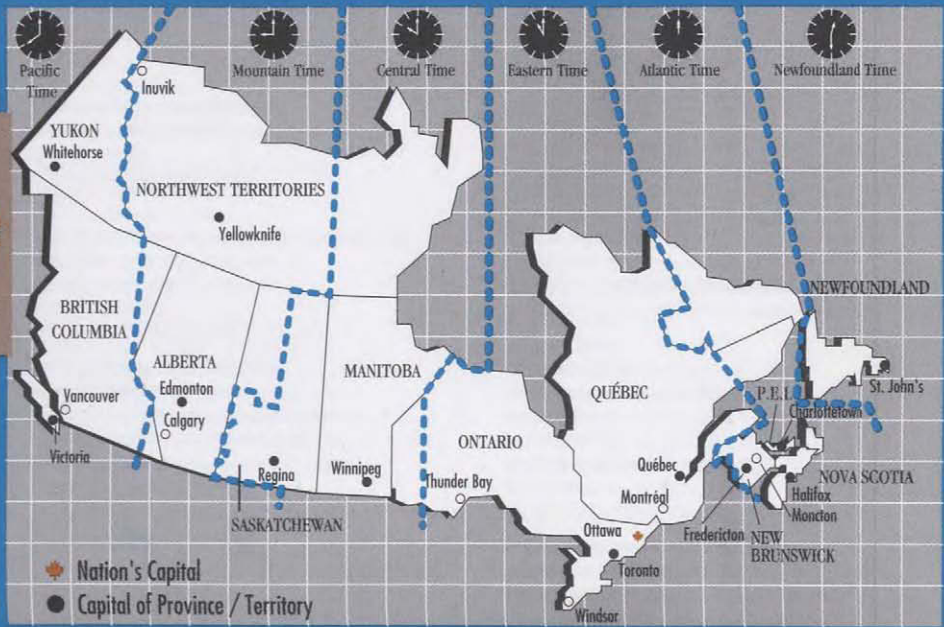 Pacific
Time
Mountain Time
Central Time
Eastern Time
Atlantic Time
Newfoundland Time
Inuvik
YUKON
Whitehorse
NORTHWEST TERRITORIES
Yellowknife
NEWFOUNDLAND
BRITISH
COLUMBIA
ALBERTA
Edmonton
Calgary
MANITOBA
QUÉBEC
St. John's
Vancouver
P.E.I.
Charlottetown
ONTARIO
Victoria
Regina
Winnipeg
Thunder Bay
Québec
Montréal
NOVA SCOTIA
Halifax
Moncton
SASKATCHEWAN
Ottawa
Fredericton
NEW
BRUNSWICK
Toronto
Nation's Capital
Capital of Province / Territory
Windsor